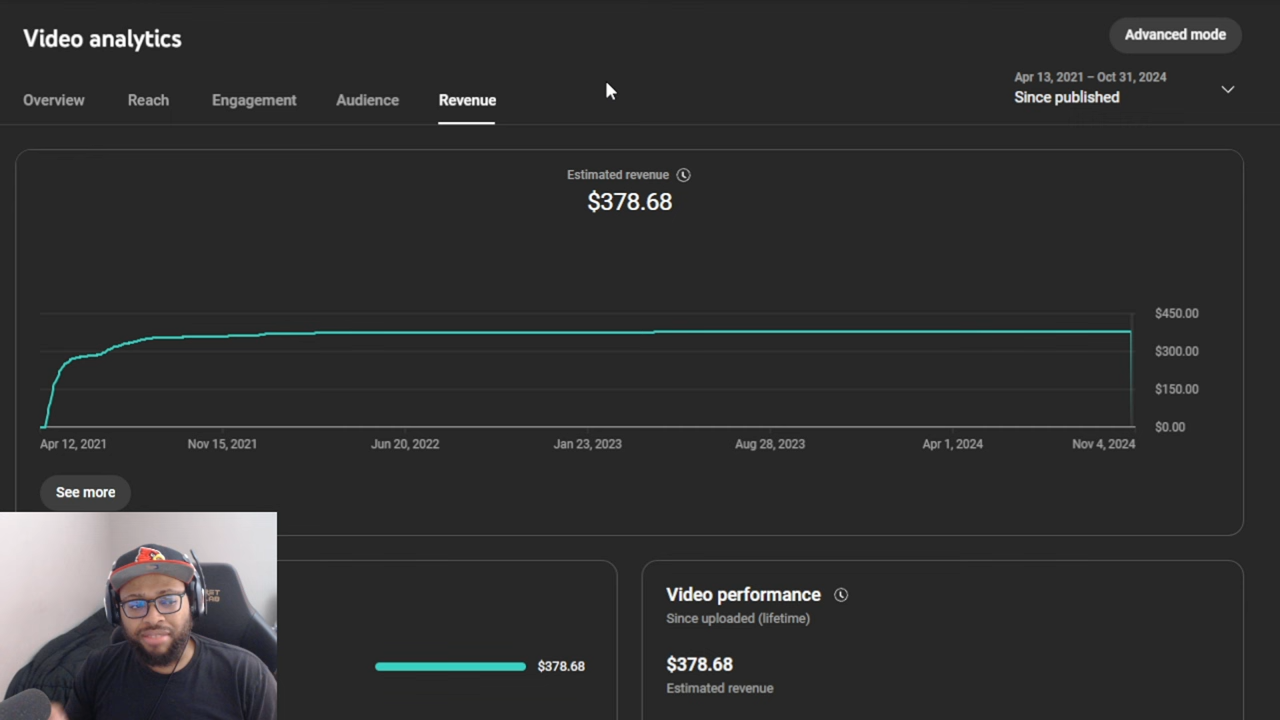 Video analytics
Advanced mode
Overview
Reach
Engagement
Audience
Revenue
Apr 13, 2021 – Oct 31, 2024
Since published
Estimated revenue
$378.68
$450.00
$300.00
$150.00
$0.00
Apr 12, 2021
Nov 15, 2021
Jun 20, 2022
Jan 23, 2023
Aug 28, 2023
Apr 1, 2024
Nov 4, 2024
See more
$378.68
Video performance
Since uploaded (lifetime)
$378.68
Estimated revenue